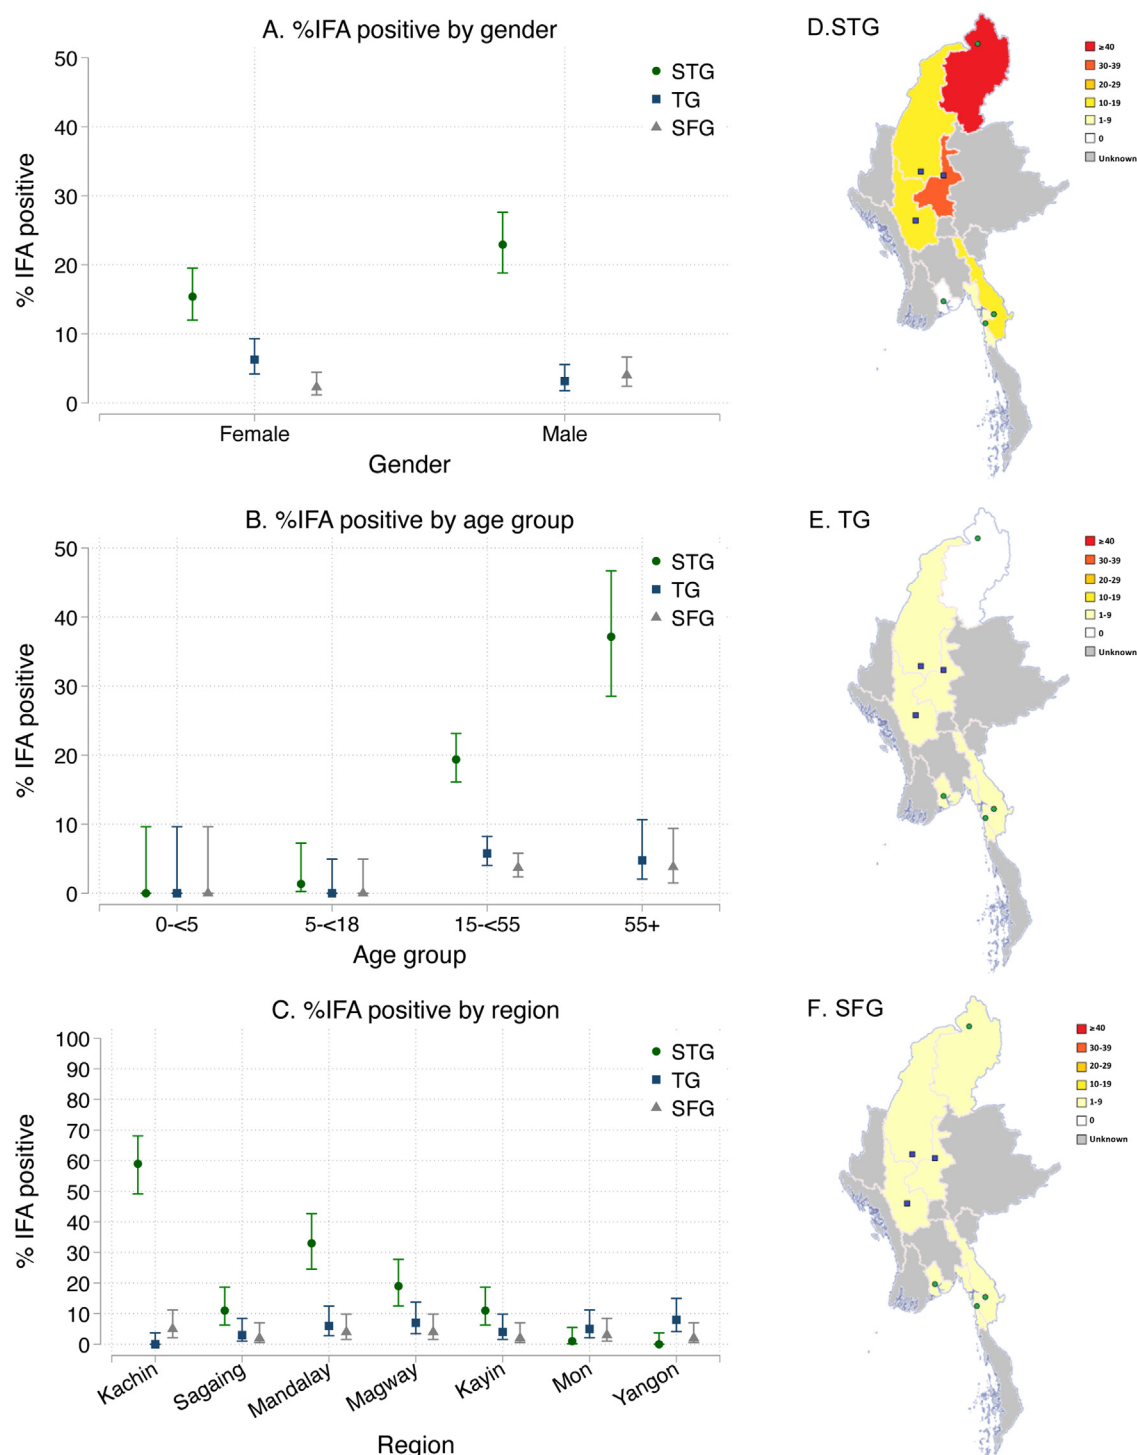 A. %IFA positive by gender
50
40
30
20
10
0
% IFA positive
STG
TG
SFG
Female
Male
Gender
B. %IFA positive by age group
50
40
30
20
10
0
% IFA positive
STG
TG
SFG
0-<5
5-<18
15-<55
55+
Age group
C. %IFA positive by region
100
90
80
70
60
50
40
30
20
10
0
% IFA positive
STG
TG
SFG
Kachin
Sagaing
Mandalay
Magway
Kayin
Mon
Yangon
Region
D.STG
≥40
30-39
20-29
10-19
1-9
0
Unknown
E. TG
≥40
30-39
20-29
10-19
1-9
0
Unknown
F. SFG
≥40
30-39
20-29
10-19
1-9
0
Unknown